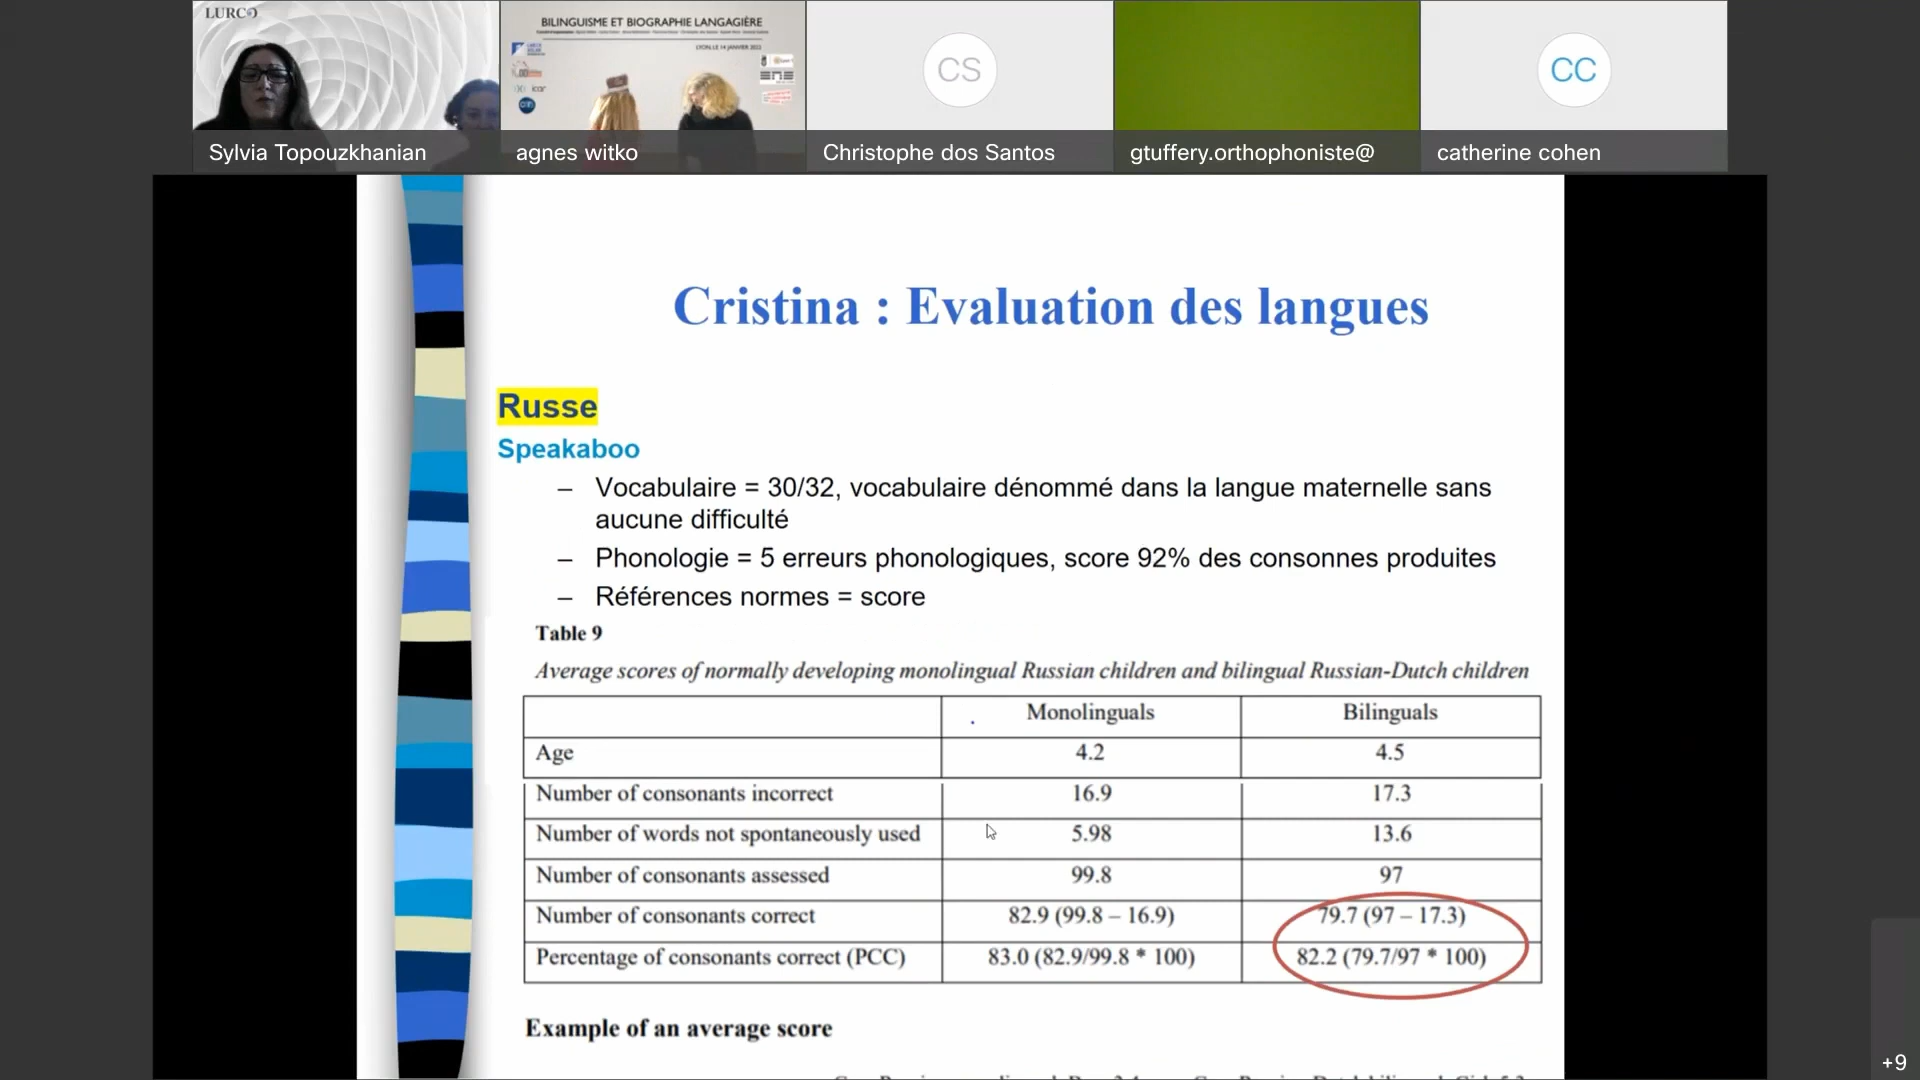 LURCO
BILINGUISME ET BIOGRAPHIE LANGAGIÈRE
LYON, LE 14 JANVIER 2022
icar
CS
CC
Sylvia Topouzkhanian
agnes witko
Christophe dos Santos
gtuffery.orthophoniste@
catherine cohen
Cristina : Evaluation des langues
Russe
Speakaboo
– Vocabulaire = 30/32, vocabulaire dénommé dans la langue maternelle sans
aucune difficulté
– Phonologie = 5 erreurs phonologiques, score 92% des consonnes produites
– Références normes = score
Table 9
Average scores of normally developing monolingual Russian children and bilingual Russian-Dutch children
Monolinguals Bilinguals
Age 4.2 4.5
Number of consonants incorrect 16.9 17.3
Number of words not spontaneously used 5.98 13.6
Number of consonants assessed 99.8 97
Number of consonants correct 82.9 (99.8 – 16.9) 79.7 (97 – 17.3)
Percentage of consonants correct (PCC) 83.0 (82.9/99.8 * 100) 82.2 (79.7/97 * 100)
Example of an average score
+9